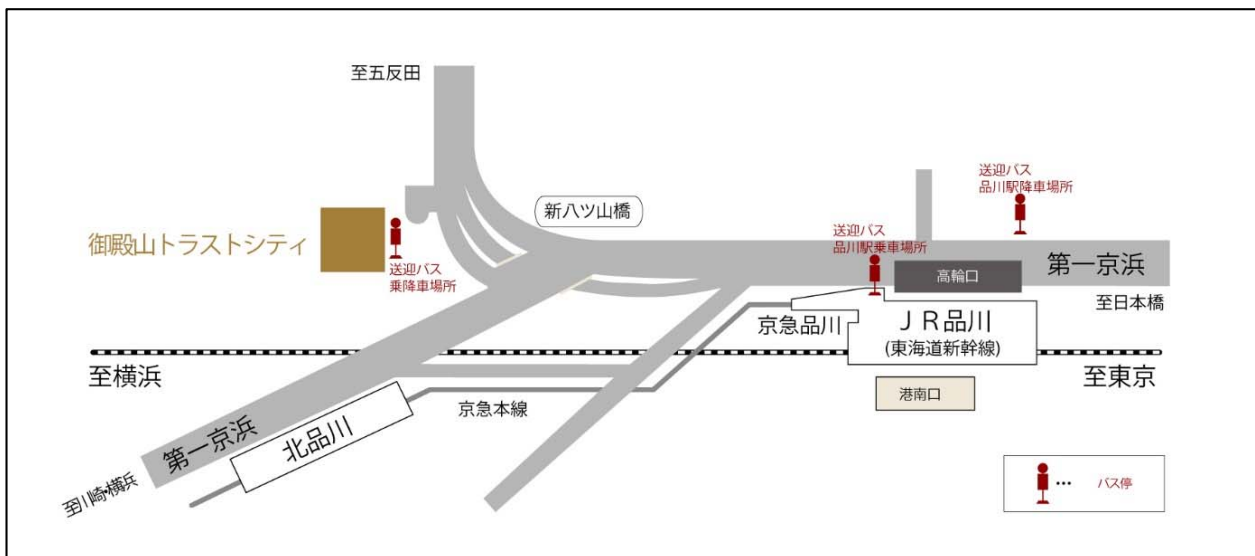 至五反田
新八ツ山橋
送迎バス
品川駅降車場所
御殿山トラストシティ
送迎バス
乗降車場所
送迎バス
品川駅乗車場所
第一京浜
高輪口
至日本橋
京急品川
ＪＲ品川
(東海道新幹線)
至横浜
至東京
港南口
京急本線
北品川
第一京浜
至川崎・横浜
••• バス停